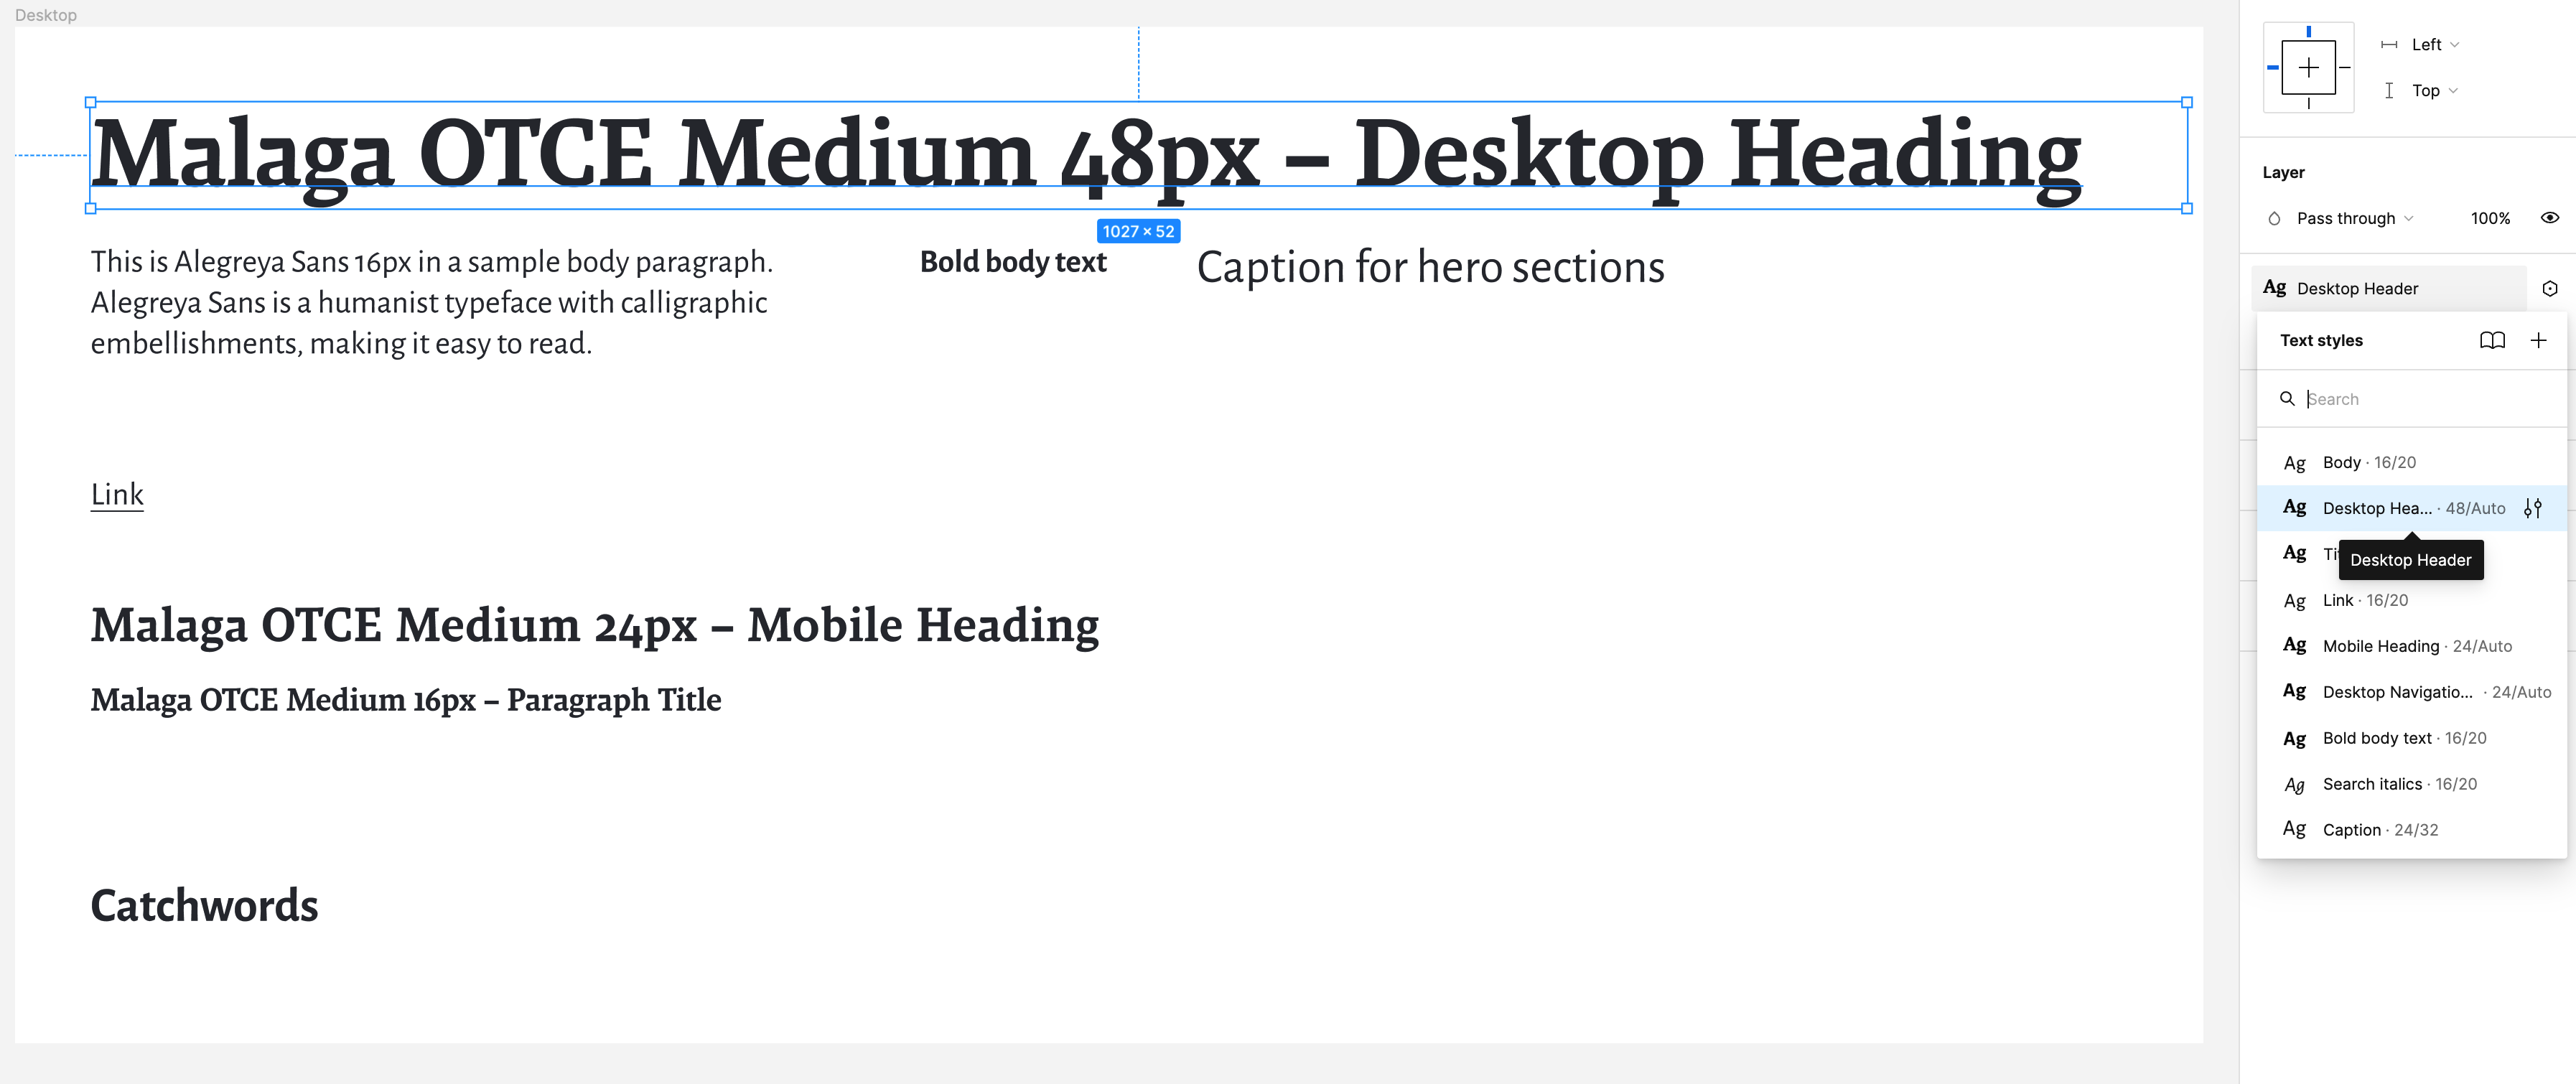 Desktop
Malaga OTCE Medium 48px – Desktop Heading
1027 × 52
This is Alegreya Sans 16px in a sample body paragraph.
Alegreya Sans is a humanist typeface with calligraphic
embellishments, making it easy to read.
Bold body text
Caption for hero sections
Link
Malaga OTCE Medium 24px – Mobile Heading
Malaga OTCE Medium 16px – Paragraph Title
Catchwords
Left
Top
Layer
Pass through 100%
Ag Desktop Header
Text styles
Search
Ag Body · 16/20
Ag Desktop Hea... · 48/Auto
Desktop Header
Ag
Ag Link · 16/20
Ag Mobile Heading · 24/Auto
Ag Desktop Navigatio... · 24/Auto
Ag Bold body text · 16/20
Ag Search italics · 16/20
Ag Caption · 24/32